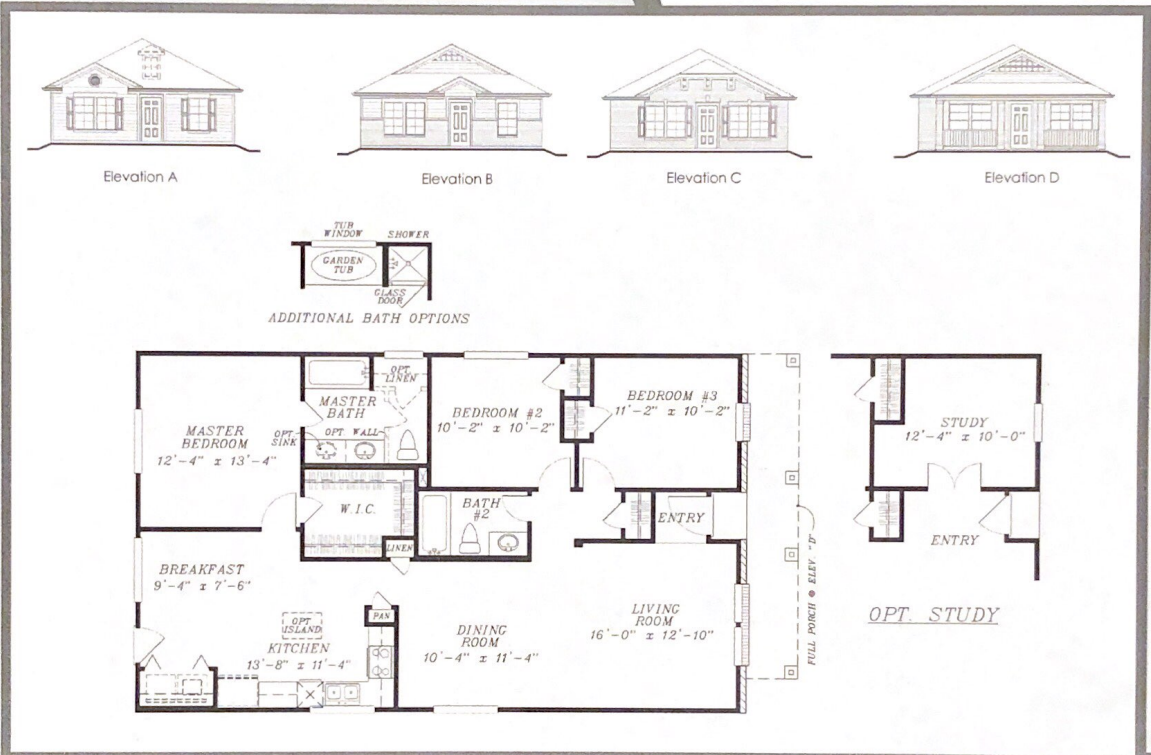 Elevation A
Elevation B
Elevation C
Elevation D
TUB
WINDOW
SHOWER
GARDEN
TUB
GLASS
DOOR
ADDITIONAL BATH OPTIONS
MASTER
BEDROOM
12'-4" x 13'-4"
OPT
LINEN
MASTER
BATH
OPT
SINK
OPT. WALL
BEDROOM #2
10'-2" x 10'-2"
BEDROOM #3
11'-2" x 10'-2"
W.I.C.
LINEN
BATH
#2
ENTRY
BREAKFAST
9'-4" x 7'-6"
OPT
ISLAND
PAN
KITCHEN
13'-8" x 11'-4"
DINING
ROOM
10'-4" x 11'-4"
LIVING
ROOM
16'-0" x 12'-10"
FULL PORCH @ ELEV. "D"
STUDY
12'-4" x 10'-0"
ENTRY
OPT. STUDY